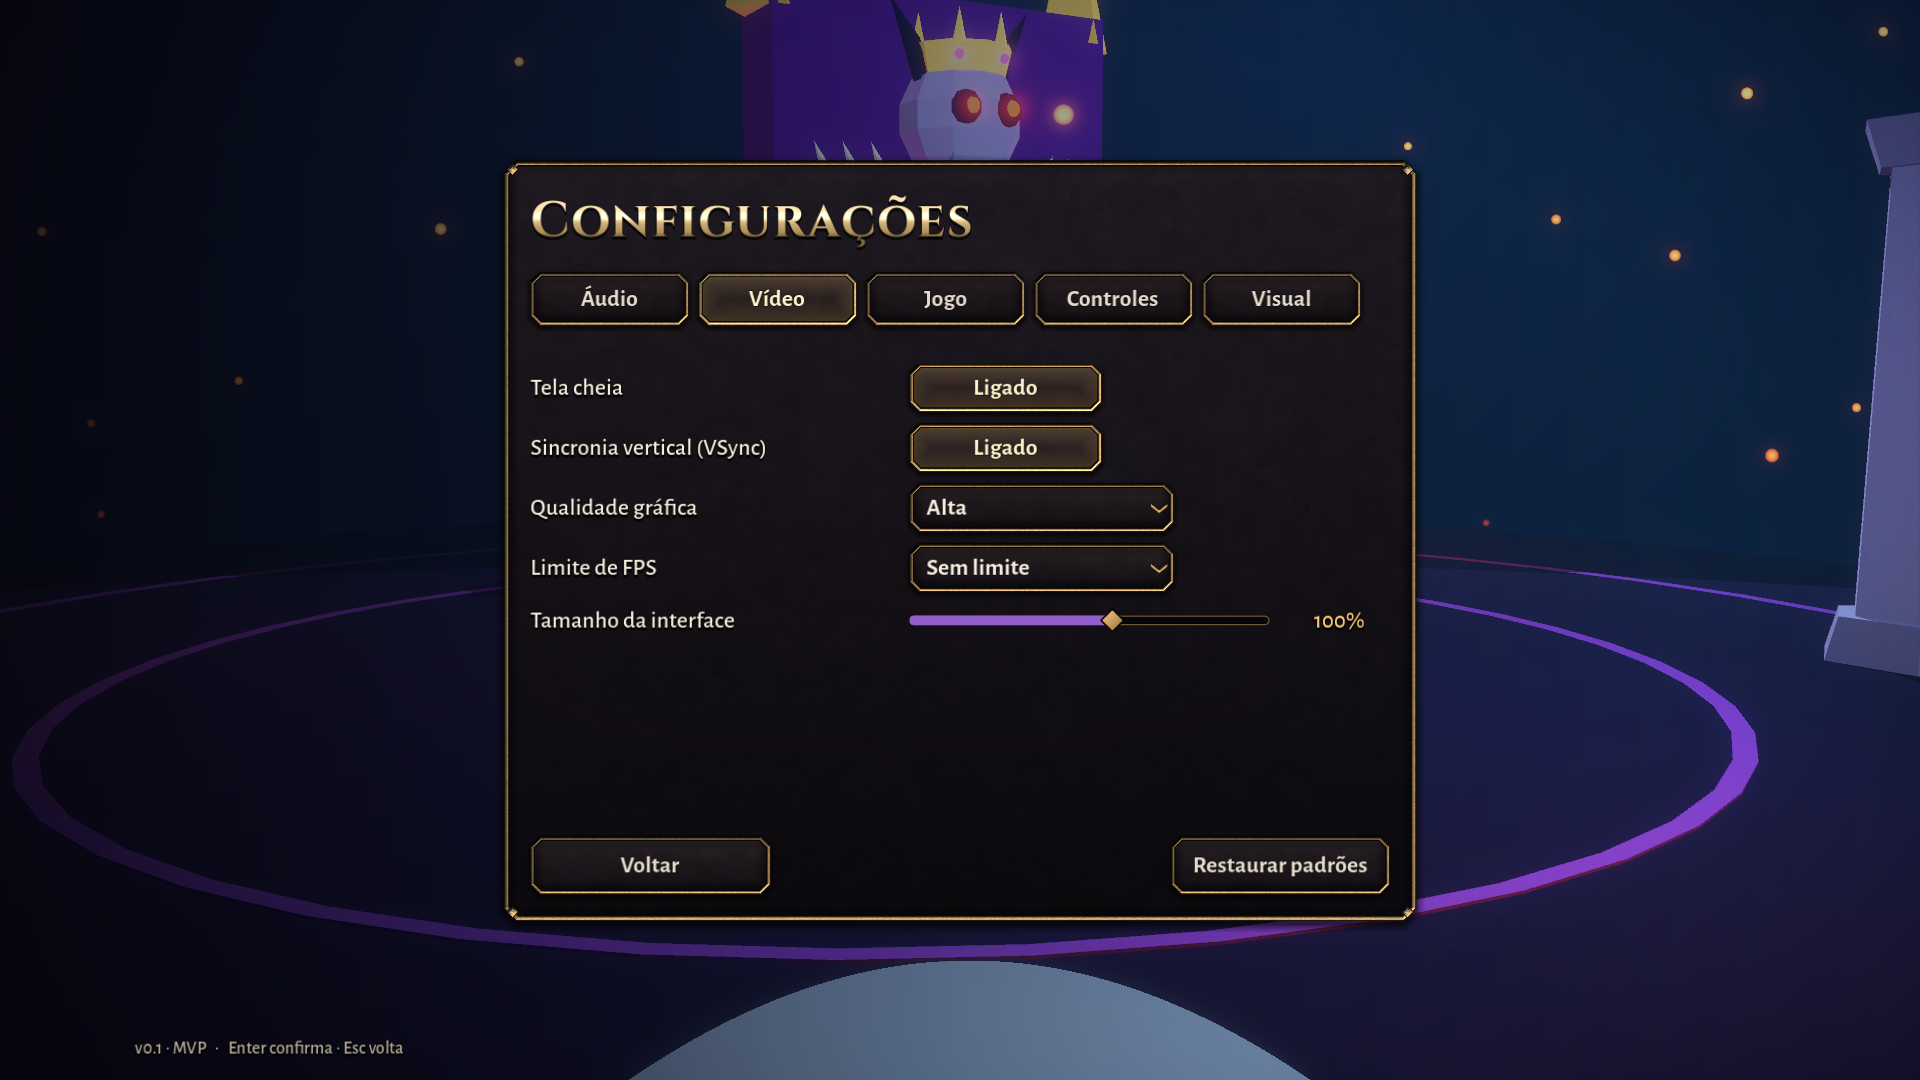 Configurações
Áudio Vídeo Jogo Controles Visual
Tela cheia Ligado
Sincronia vertical (VSync) Ligado
Qualidade gráfica Alta
Limite de FPS Sem limite
Tamanho da interface 100%
Voltar Restaurar padrões
v0.1 · MVP · Enter confirma · Esc volta